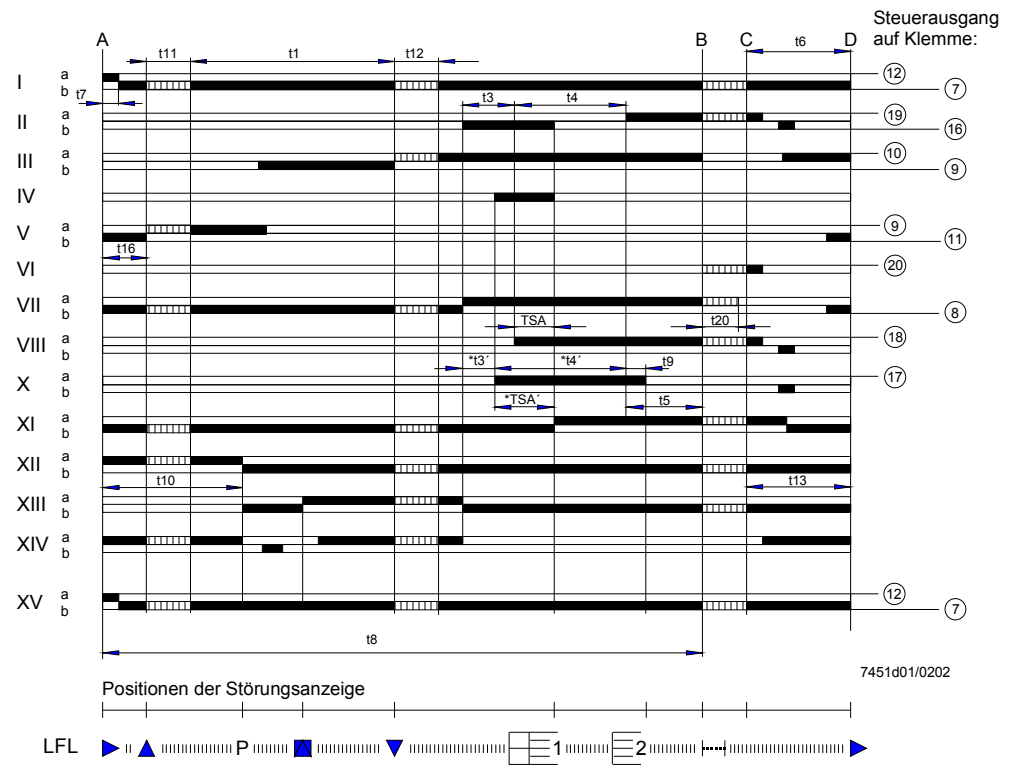 Steuerausgang
auf Klemme:
A t11 t1 t12 B C t6 D
I a 12
b 7
t7
t3 t4
II a 19
b 16
III a 10
b 9
IV
V a 9
b 11
t16
VI 20
VII a
b 8
TSA t20
VIII a 18
b
*t3´ *t4´ t9
X a 17
b
*TSA´ t5
XI a
b
XII a
b
t10 t13
XIII a
b
XIV a
b
XV a 12
b 7
t8
7451d01/0202
Positionen der Störungsanzeige
LFL P 1 2